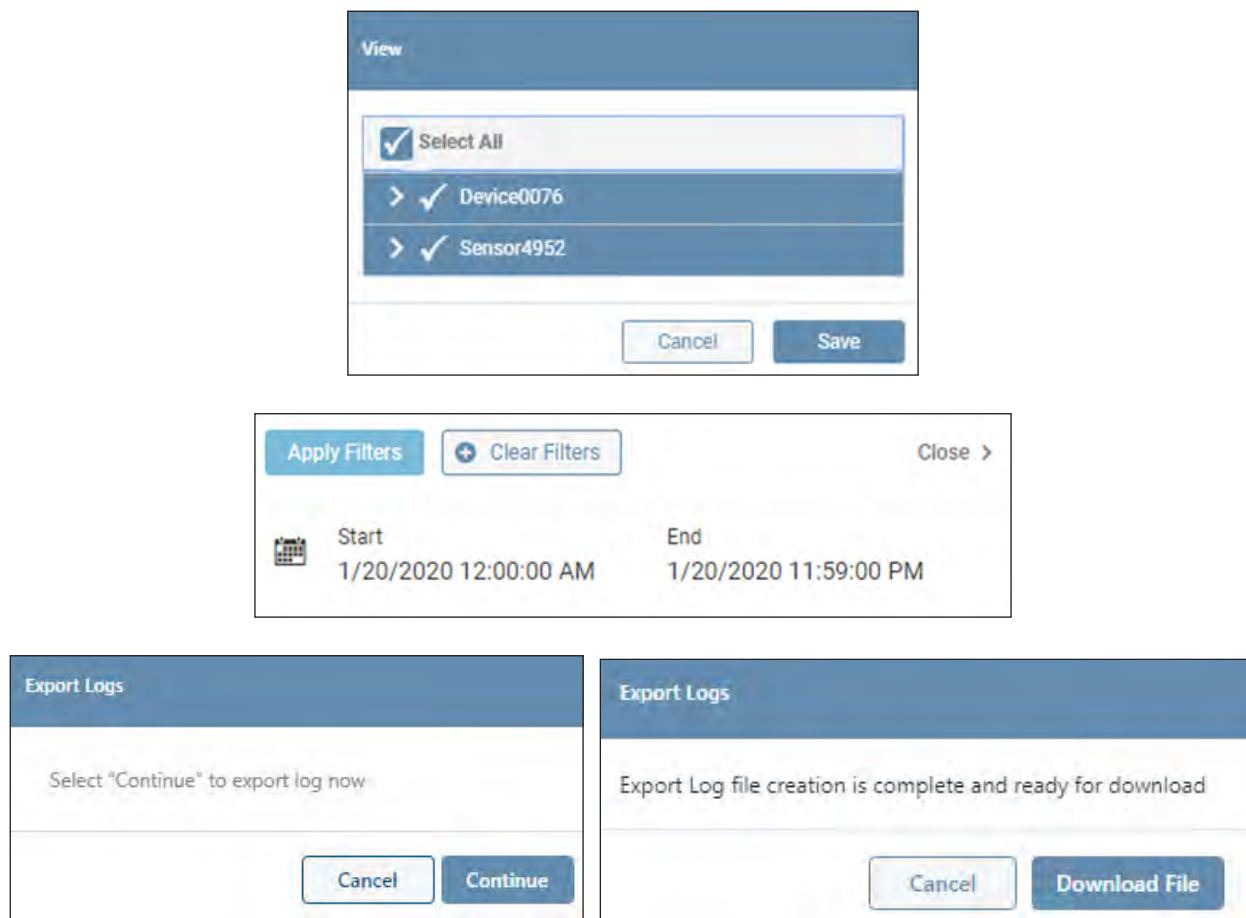 View
Select All
Device0076
Sensor4952
Cancel Save
Apply Filters Clear Filters Close >
Start End
1/20/2020 12:00:00 AM 1/20/2020 11:59:00 PM
Export Logs
Select "Continue" to export log now
Cancel Continue
Export Logs
Export Log file creation is complete and ready for download
Cancel Download File